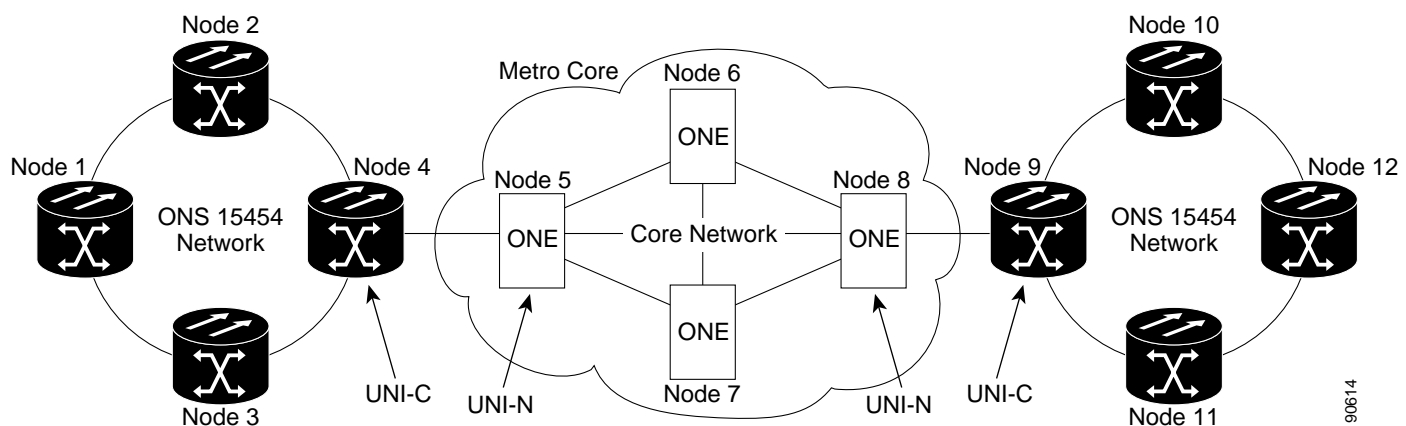 Node 2
Node 10
Metro Core
Node 6
ONE
Node 1
Node 4
Node 5
Node 8
Node 9
Node 12
ONS 15454
Network
ONE
Core Network
ONE
ONS 15454
Network
ONE
Node 3
UNI-C
UNI-N
Node 7
UNI-N
UNI-C
Node 11
90614